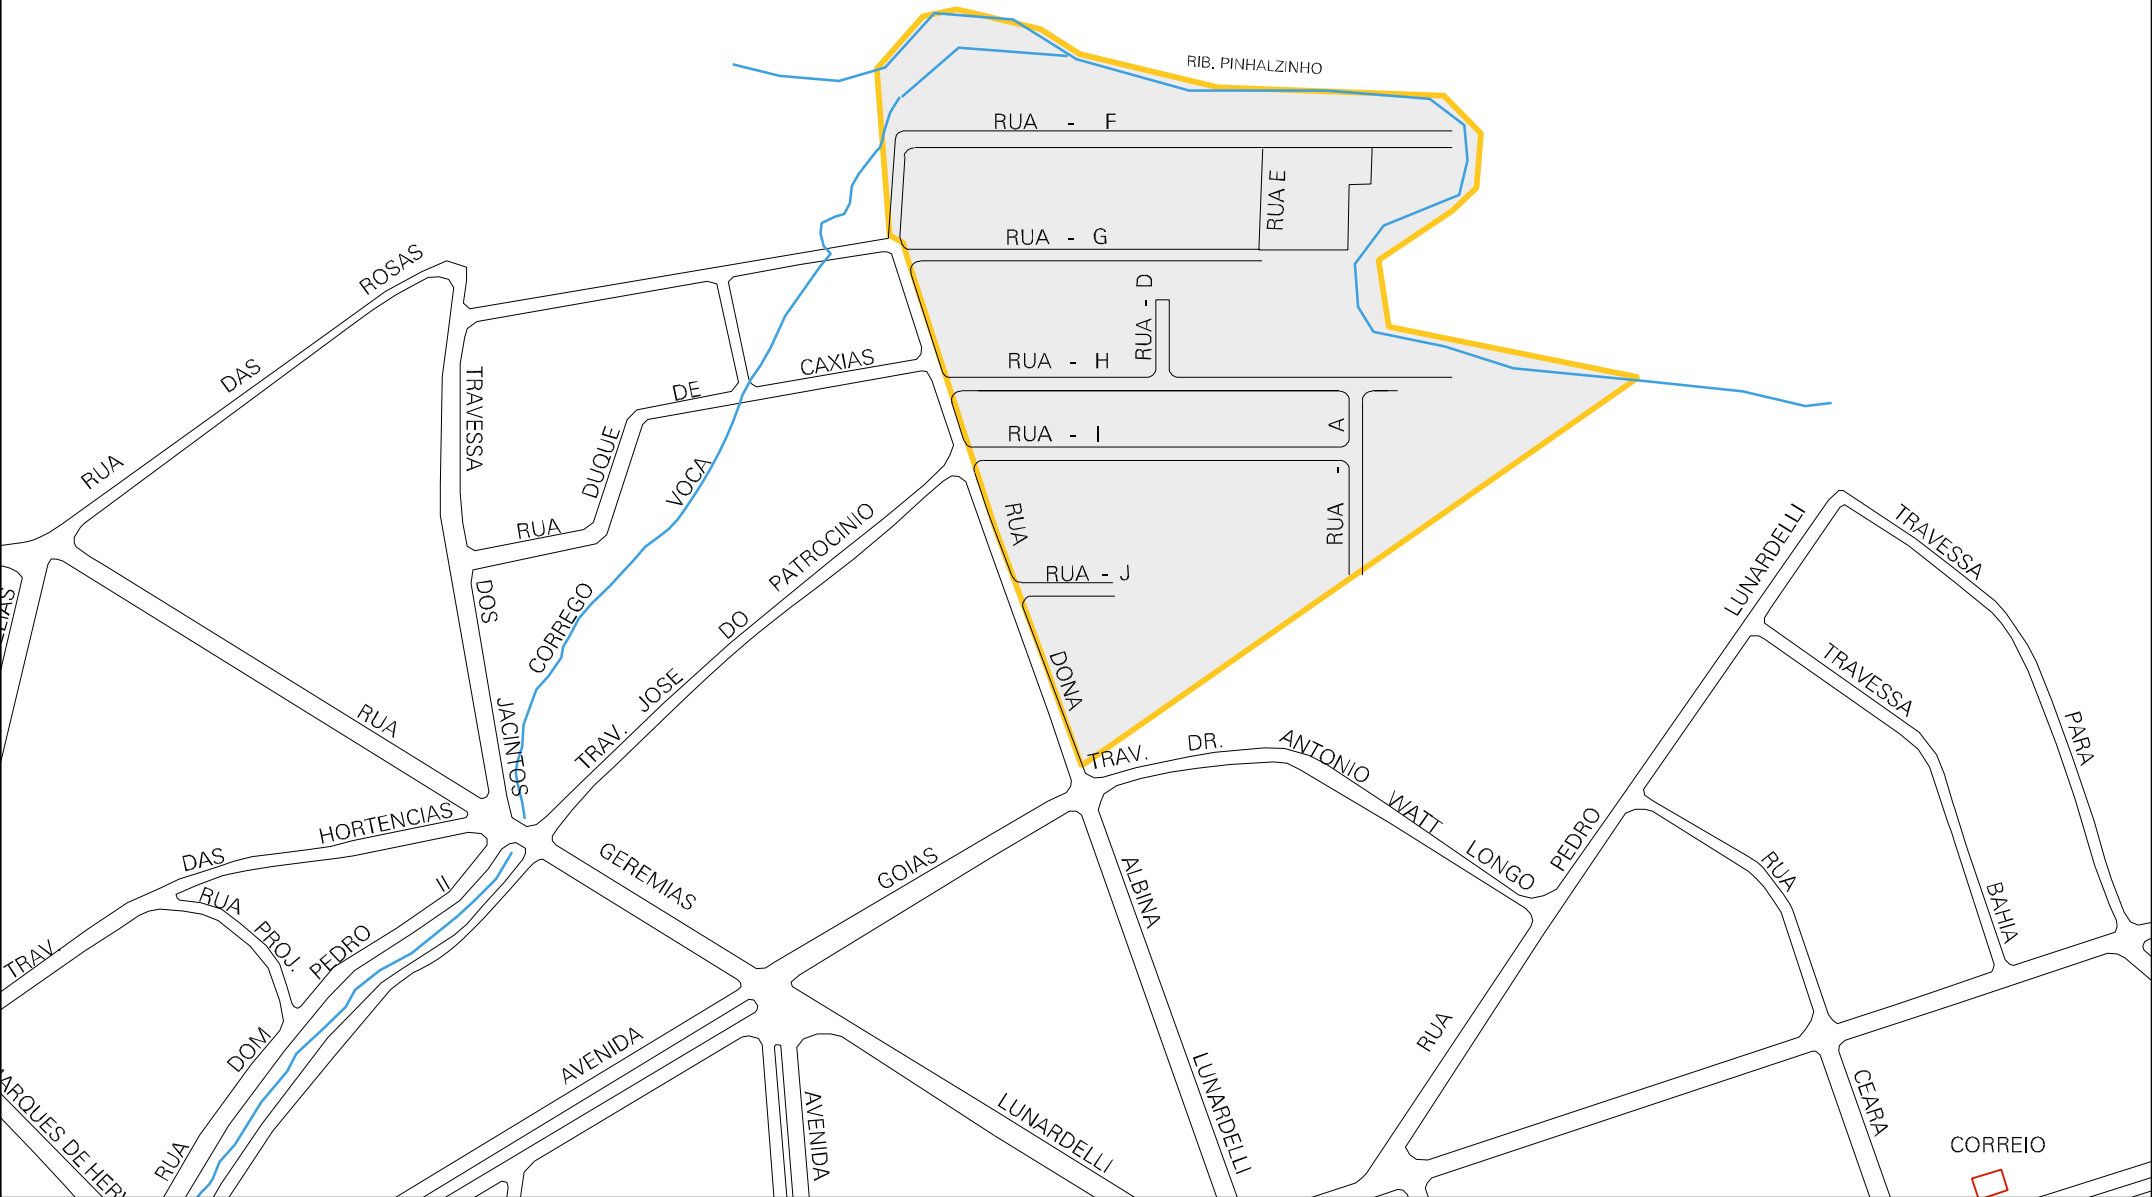 RIB. PINHALZINHO
RUA - F
RUA E
RUA - G
RUA - D
RUA - H
RUA - I
RUA - A
RUA - J
RUA DAS ROSAS
TRAVESSA DOS JACINTOS
RUA DUQUE DE CAXIAS
CORREGO VOCA
TRAV. JOSE DO PATROCINIO
RUA DONA ALBINA LUNARDELLI
TRAV. DR. ANTONIO WATT LONGO
RUA PEDRO LUNARDELLI
TRAVESSA PARA
TRAVESSA BAHIA
RUA CEARA
RUA GEREMIAS LUNARDELLI
TRAV. DAS HORTENCIAS
RUA PROJ.
RUA DOM PEDRO II
AVENIDA GOIAS
AVENIDA
CORREIO